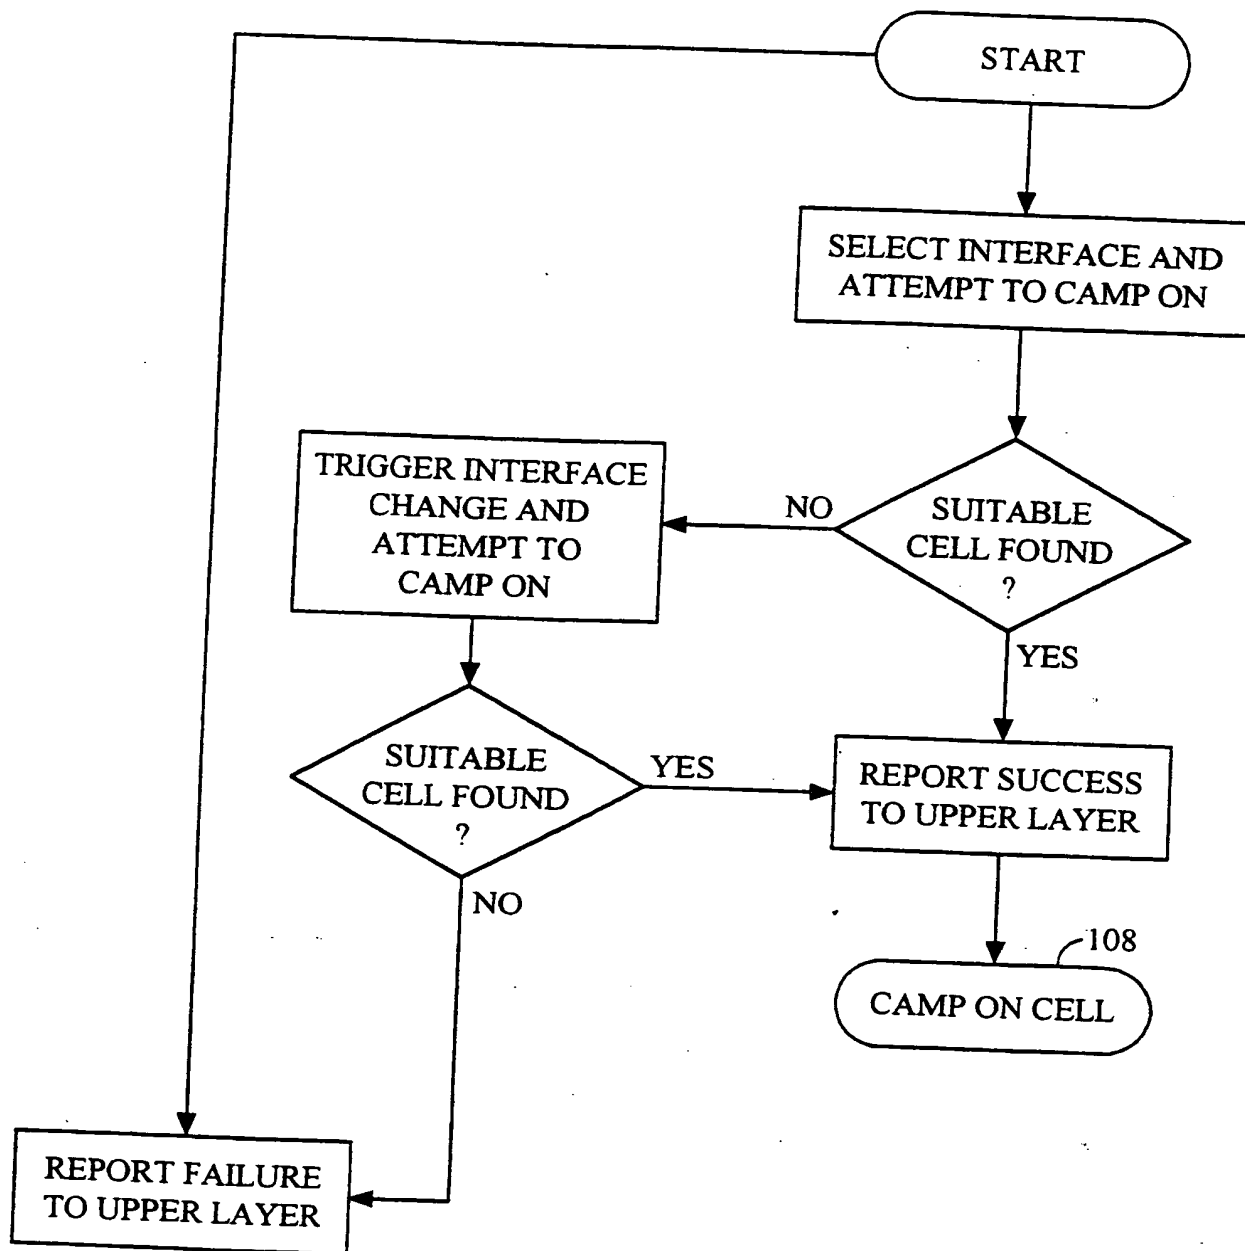 START
SELECT INTERFACE AND
ATTEMPT TO CAMP ON
TRIGGER INTERFACE
CHANGE AND
ATTEMPT TO
CAMP ON
NO
SUITABLE
CELL FOUND
?
YES
SUITABLE
CELL FOUND
?
YES
REPORT SUCCESS
TO UPPER LAYER
NO
108
CAMP ON CELL
REPORT FAILURE
TO UPPER LAYER